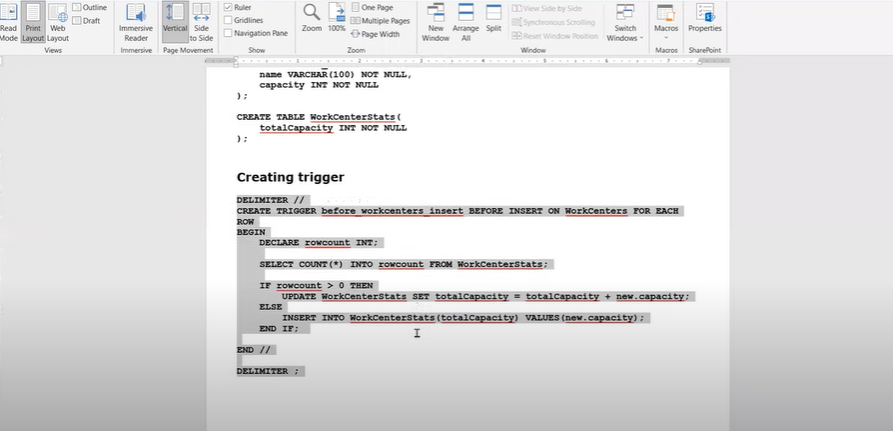 Read
Mode
Print
Layout
Web
Layout
Outline
Draft
Views
Immersive
Reader
Immersive
Vertical
Side
to Side
Page Movement
Ruler
Gridlines
Navigation Pane
Show
Zoom
100%
One Page
Multiple Pages
Page Width
Zoom
New
Window
Arrange
All
Split
View Side by Side
Synchronous Scrolling
Reset Window Position
Window
Switch
Windows
Macros
Macros
Properties
SharePoint
name VARCHAR(100) NOT NULL,
capacity INT NOT NULL
);
CREATE TABLE WorkCenterStats(
totalCapacity INT NOT NULL
);
Creating trigger
DELIMITER //
CREATE TRIGGER before_workcenters_insert BEFORE INSERT ON WorkCenters FOR EACH
ROW
BEGIN
DECLARE rowcount INT;
SELECT COUNT(*) INTO rowcount FROM WorkCenterStats;
IF rowcount > 0 THEN
UPDATE WorkCenterStats SET totalCapacity = totalCapacity + new.capacity;
ELSE
INSERT INTO WorkCenterStats(totalCapacity) VALUES(new.capacity);
END IF;
END //
DELIMITER ;